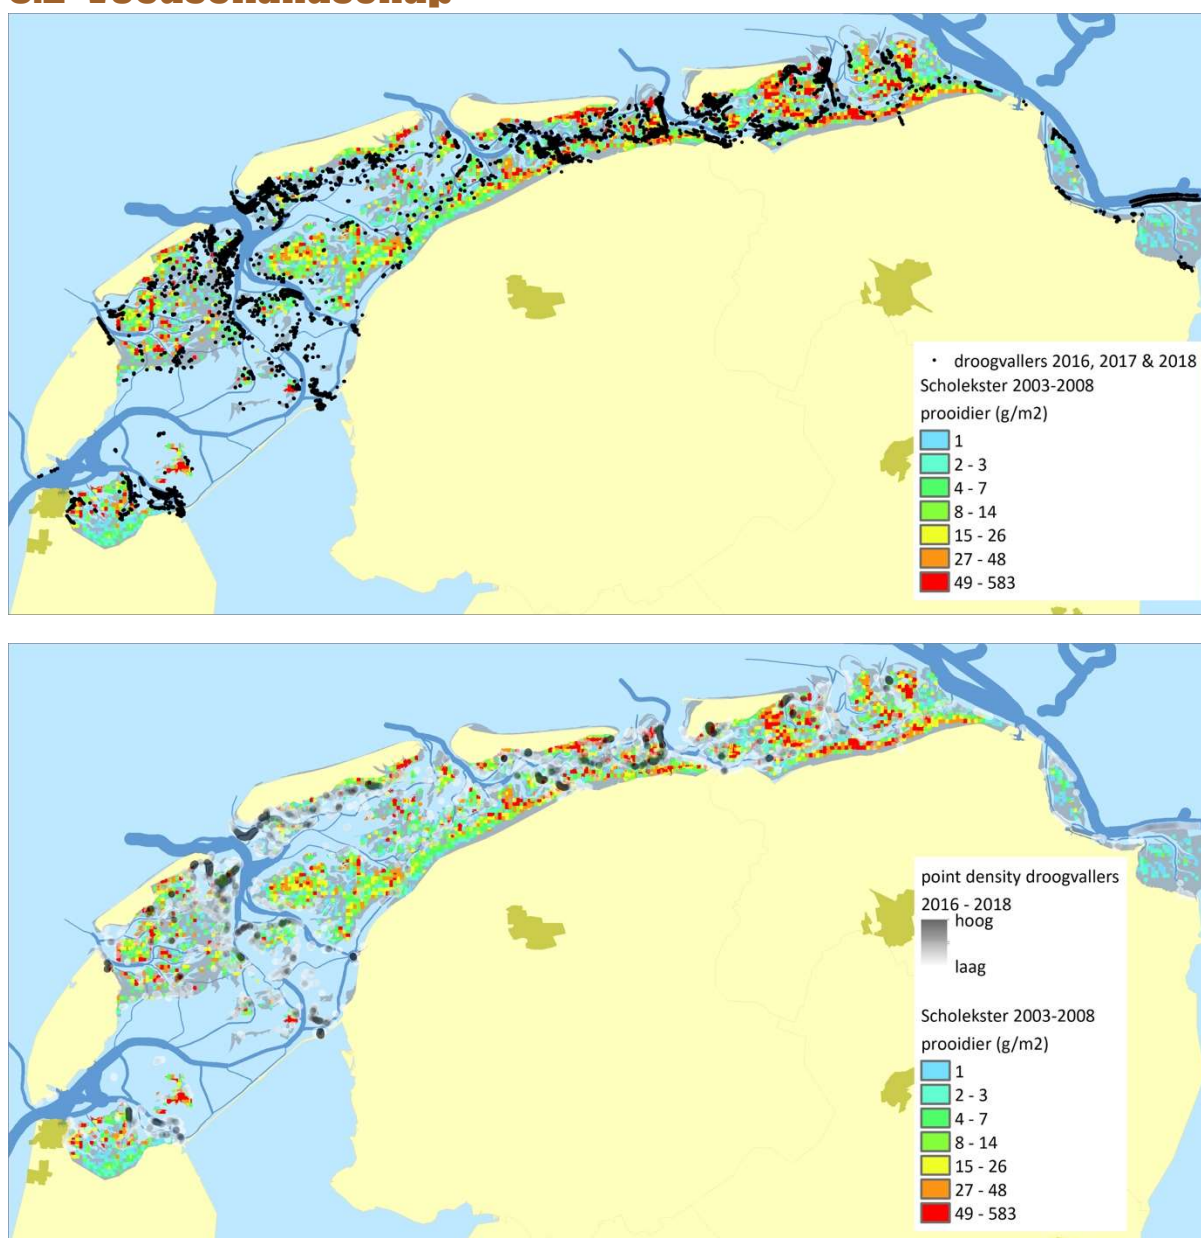 droogvallers 2016, 2017 & 2018
Scholekster 2003-2008
prooidier (g/m2)
1
2 - 3
4 - 7
8 - 14
15 - 26
27 - 48
49 - 583
point density droogvallers
2016 - 2018
hoog
laag
Scholekster 2003-2008
prooidier (g/m2)
1
2 - 3
4 - 7
8 - 14
15 - 26
27 - 48
49 - 583